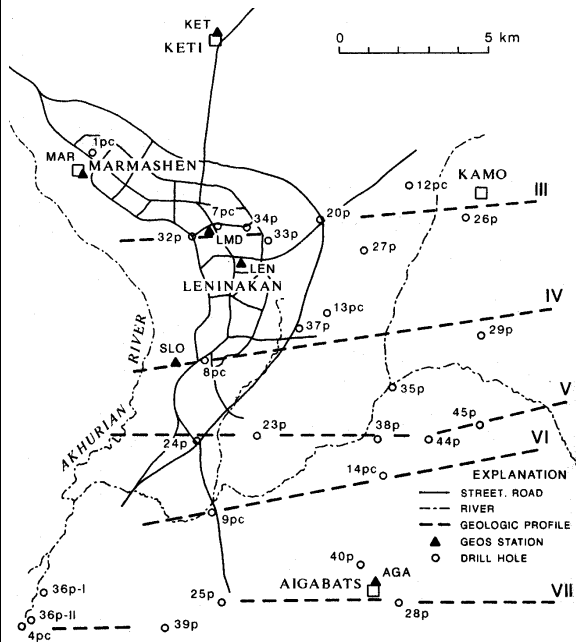 KET
KETI
0 5 km
1pc
MAR
MARMASHEN
KAMO
12pc
III
7pc
34p
20p
26p
32p
LMD
33p
27p
LEN
LENINAKAN
IV
13pc
37p
29p
RIVER
SLO
8pc
V
35p
AKHURIAN
23p
45p
24p
38p
44p
VI
14pc
EXPLANATION
STREET. ROAD
RIVER
GEOLOGIC PROFILE
GEOS STATION
DRILL HOLE
9pc
40p
AGA
AIGABATS
36p-I
25p
VII
28p
36p-II
4pc
39p